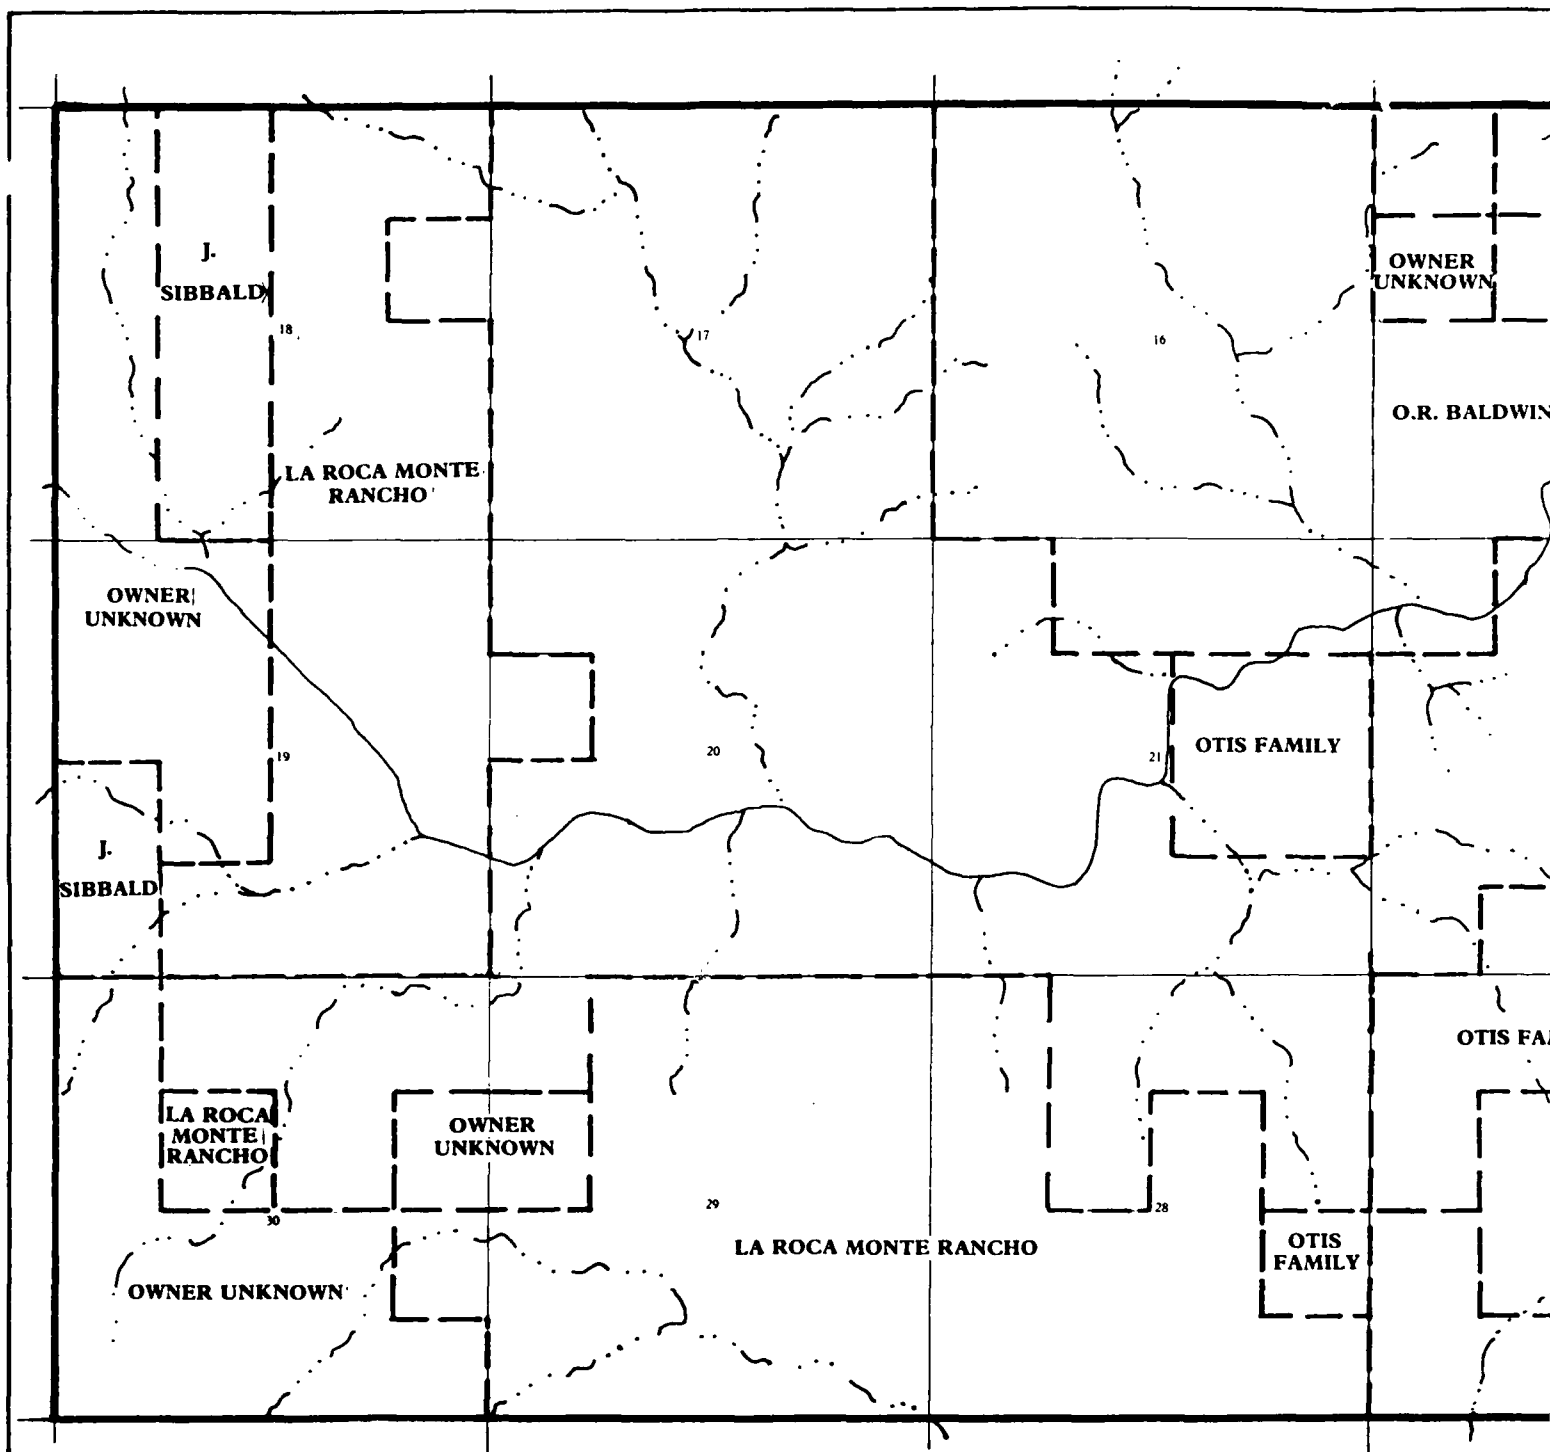 J.
SIBBALD
18
17
16
OWNER
UNKNOWN
O.R. BALDWIN
LA ROCA MONTE
RANCHO
OWNER
UNKNOWN
19
20
21
OTIS FAMILY
J.
SIBBALD
OTIS FA
LA ROCA
MONTE
RANCHO
OWNER
UNKNOWN
30
29
28
LA ROCA MONTE RANCHO
OTIS
FAMILY
OWNER UNKNOWN